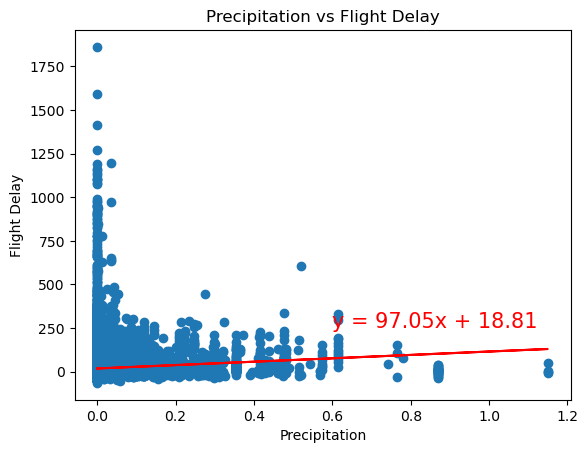 Precipitation vs Flight Delay
Flight Delay
1750
1500
1250
1000
750
500
250
0
y = 97.05x + 18.81
0.0 0.2 0.4 0.6 0.8 1.0 1.2
Precipitation